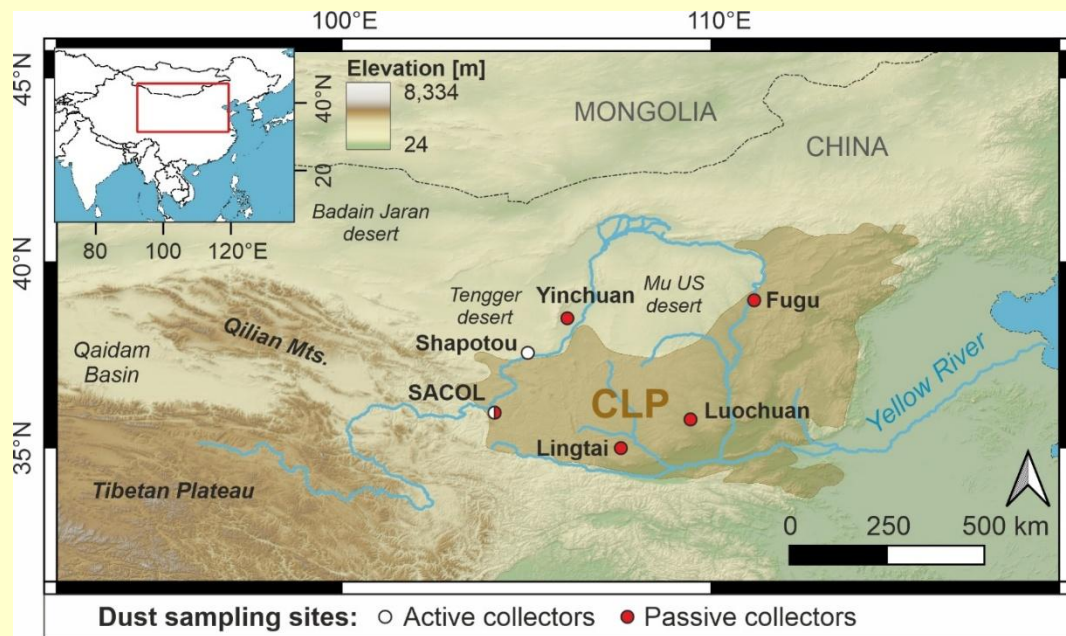 100°E
110°E
45°N
40°N
35°N
40°N
20
80
100
120°E
Elevation [m]
8,334
24
MONGOLIA
CHINA
Badain Jaran
desert
Tengger
desert
Yinchuan
Mu US
desert
Fugu
Shapotou
Qilian Mts.
Qaidam
Basin
SACOL
CLP
Luochuan
Yellow River
Lingtai
Tibetan Plateau
0
250
500 km
Dust sampling sites:
Active collectors
Passive collectors